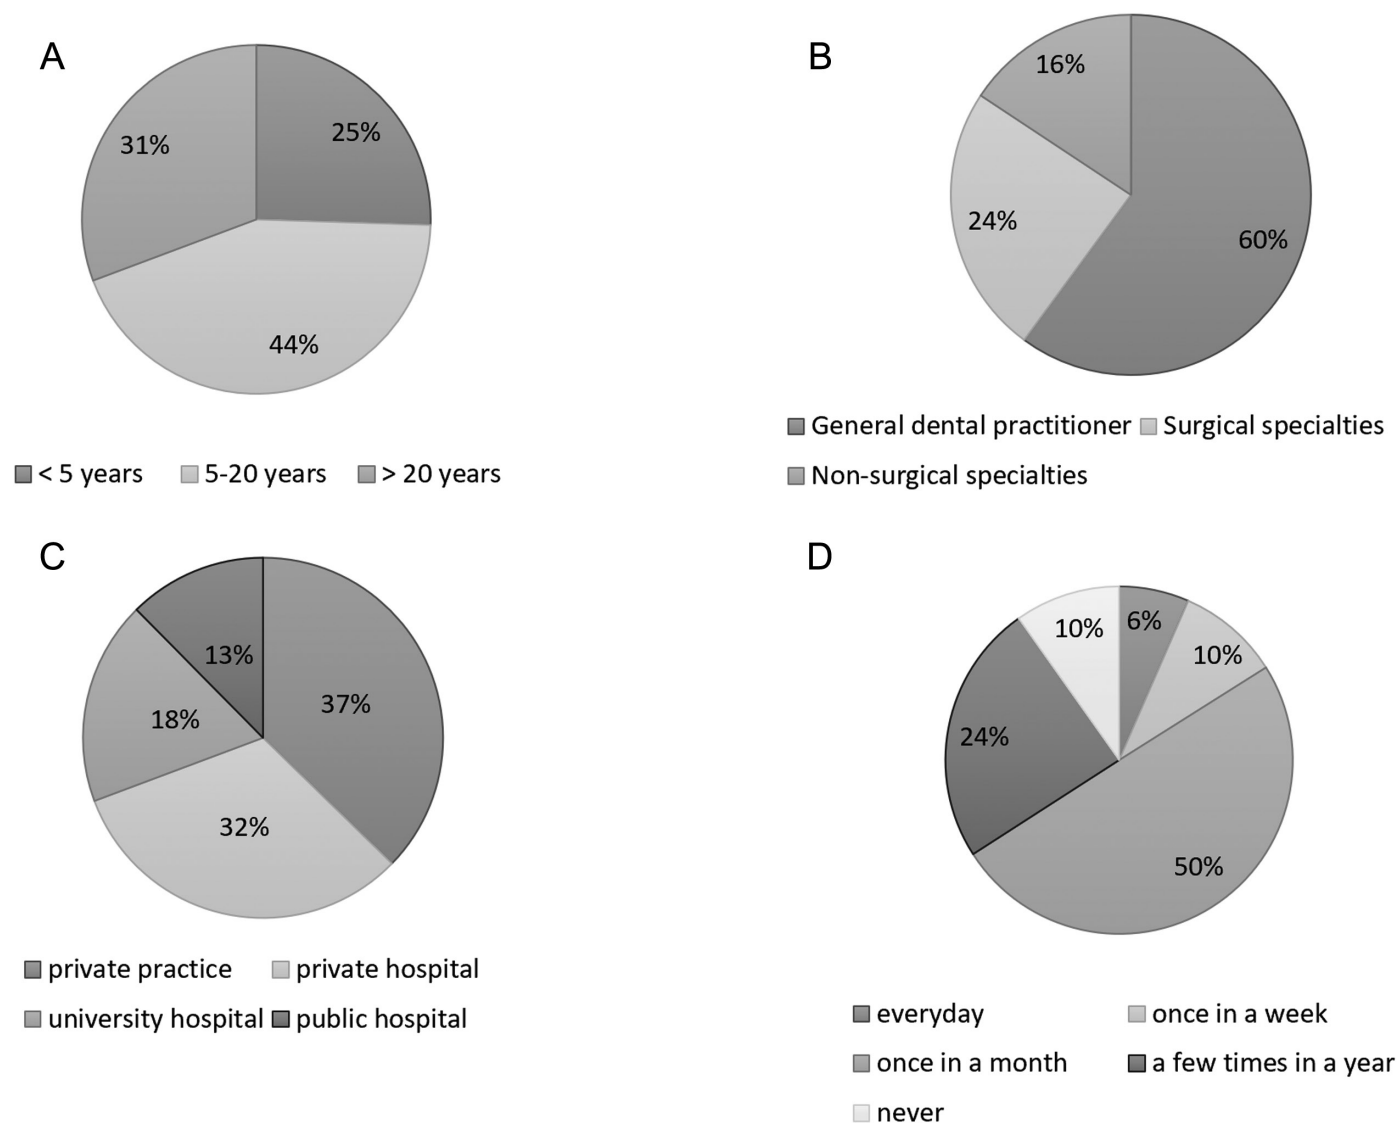 A
31%
25%
44%
< 5 years 5-20 years > 20 years
B
16%
24%
60%
General dental practitioner Surgical specialties
Non-surgical specialties
C
13%
37%
18%
32%
private practice private hospital
university hospital public hospital
D
10%
6%
10%
24%
50%
everyday once in a week
once in a month a few times in a year
never